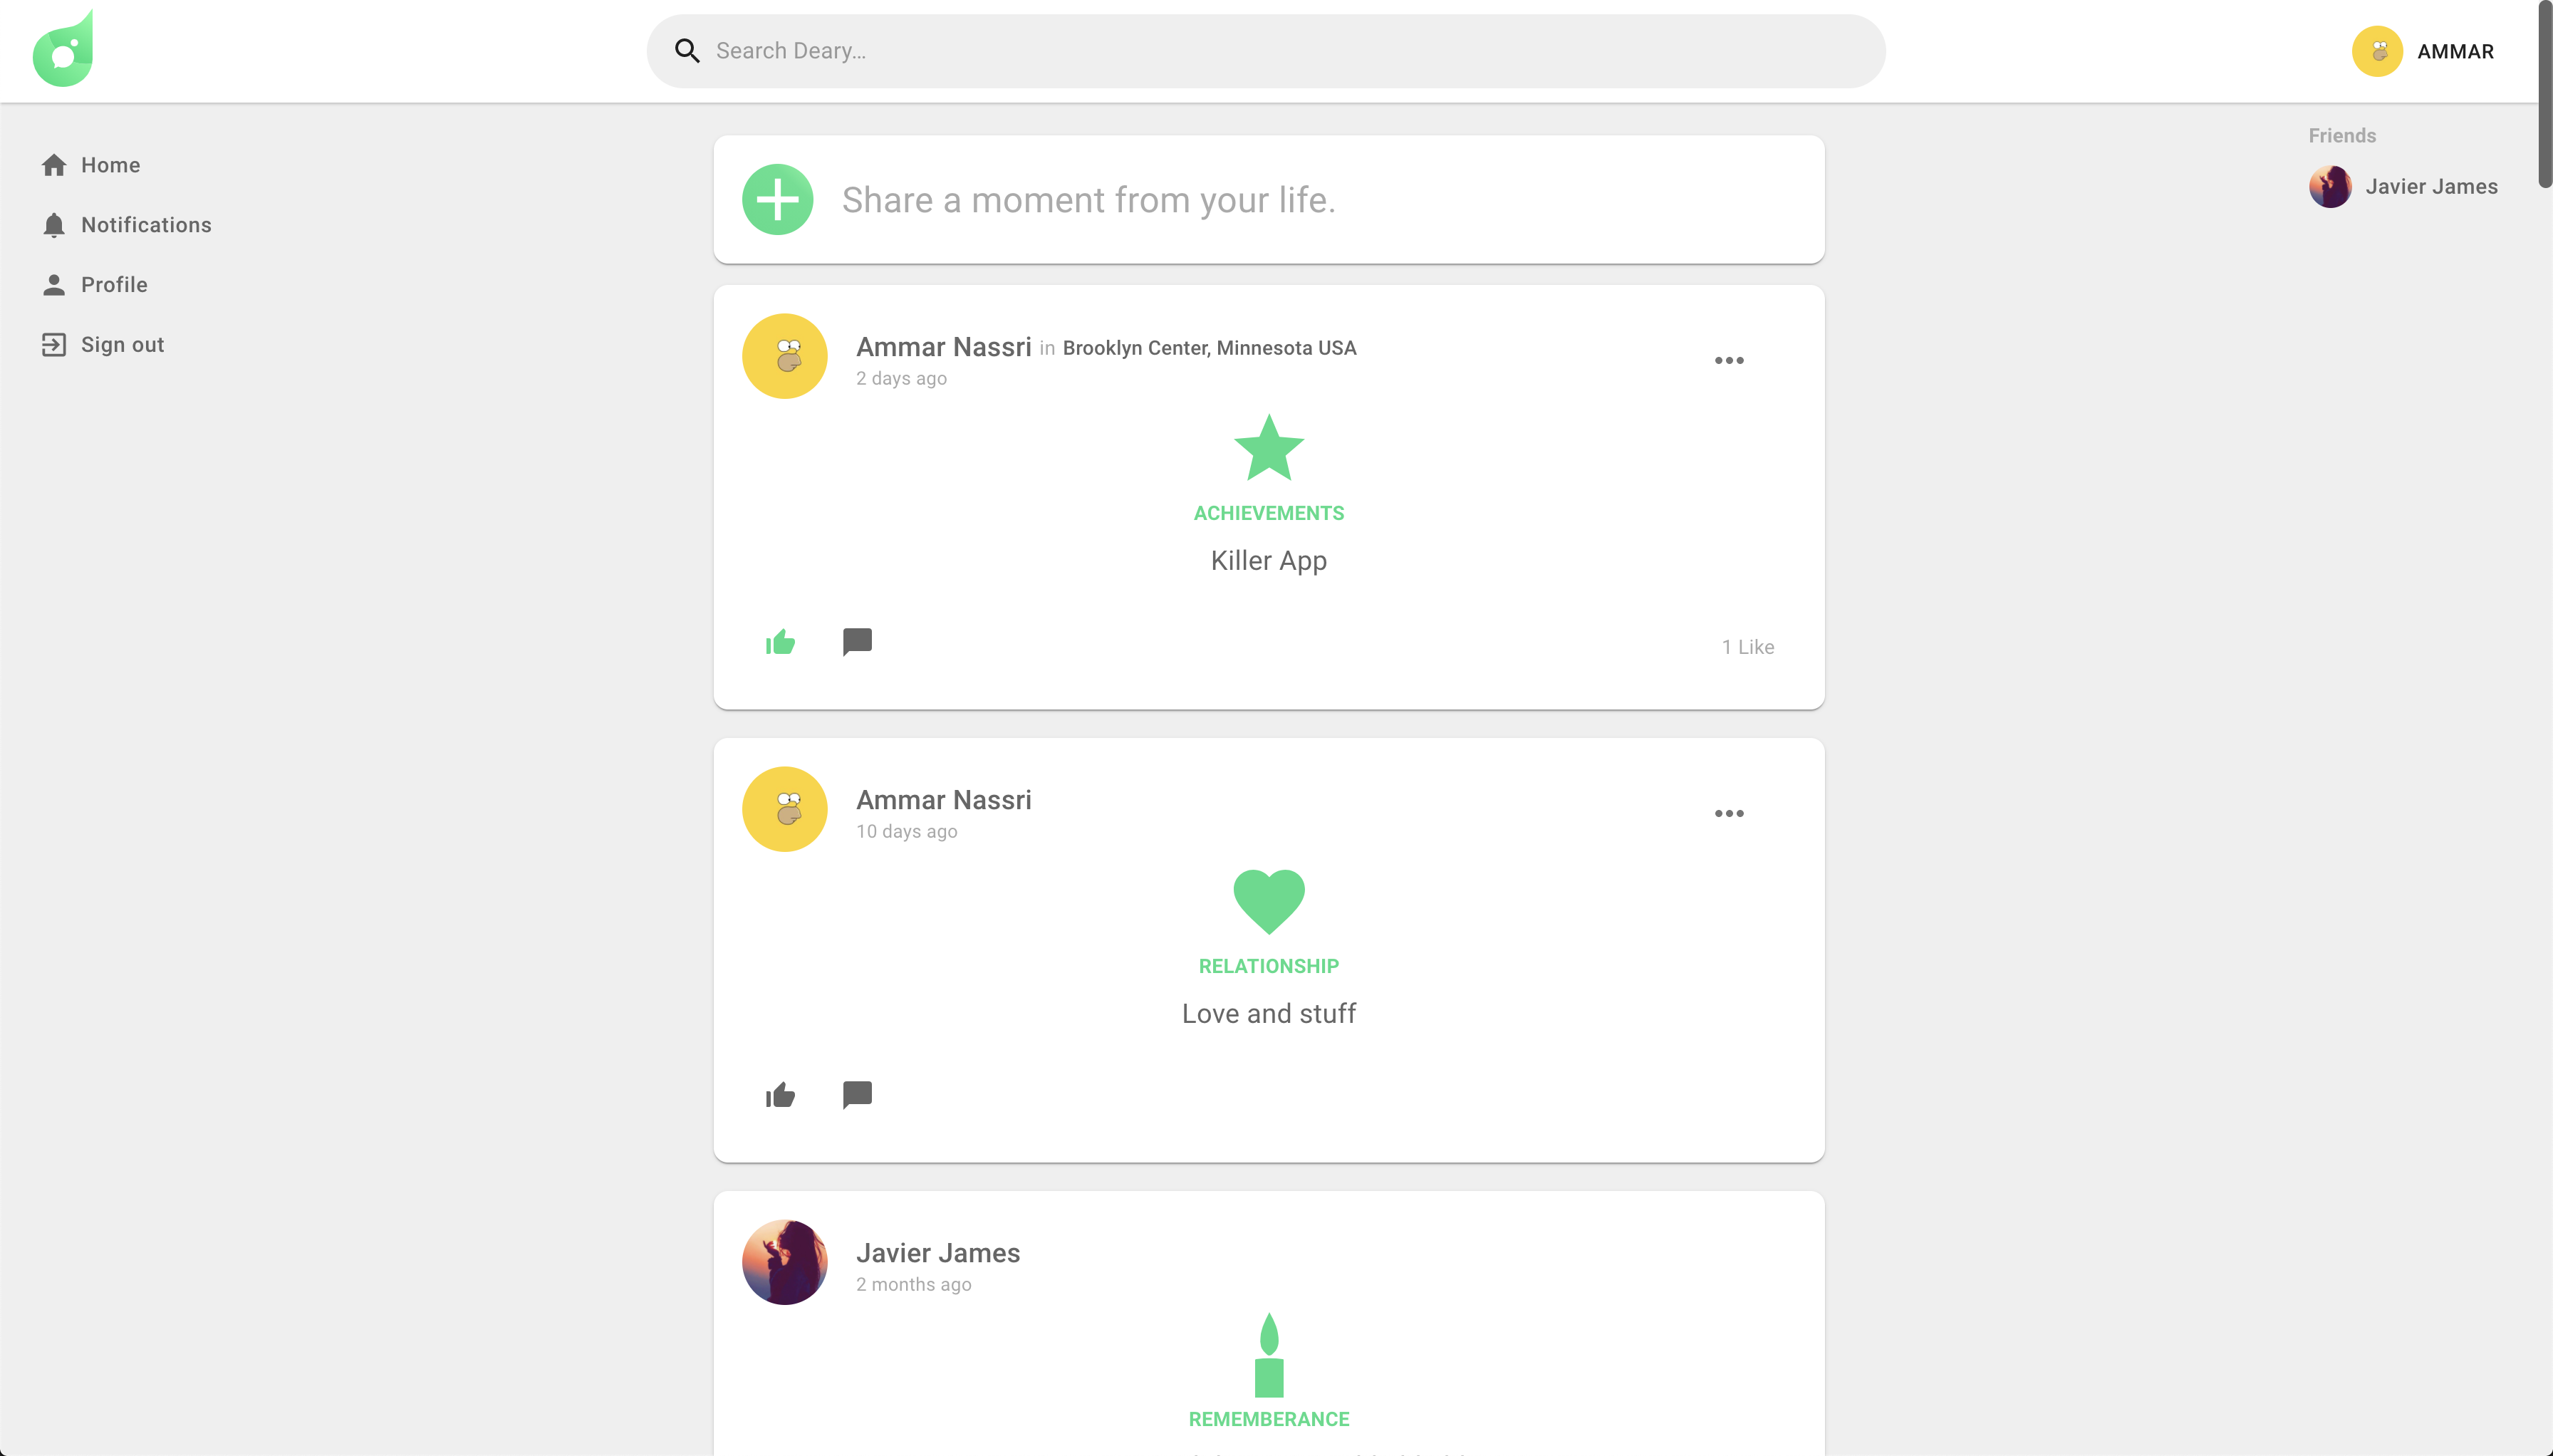 Search Deary...
AMMAR
Home
Notifications
Profile
Sign out
Friends
Javier James
Share a moment from your life.
Ammar Nassri in Brooklyn Center, Minnesota USA
2 days ago
ACHIEVEMENTS
Killer App
1 Like
Ammar Nassri
10 days ago
RELATIONSHIP
Love and stuff
Javier James
2 months ago
REMEMBERANCE